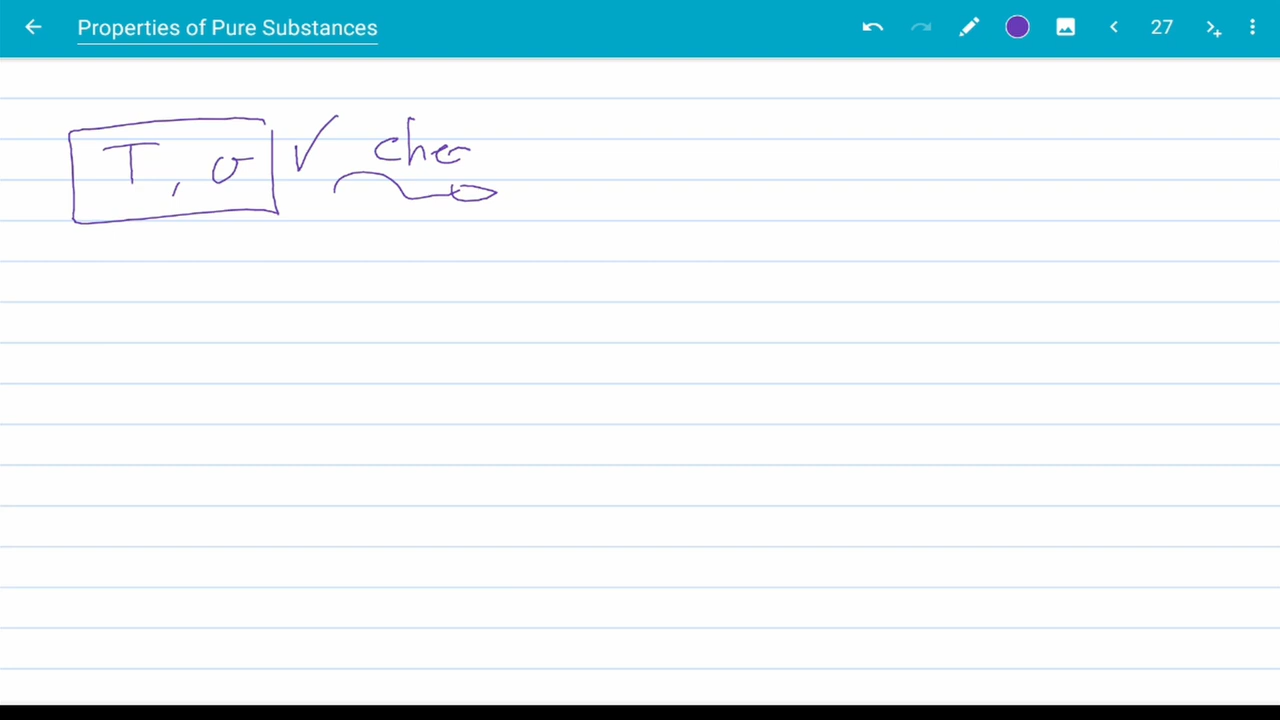 Properties of Pure Substances
27
T, υ ✓ che